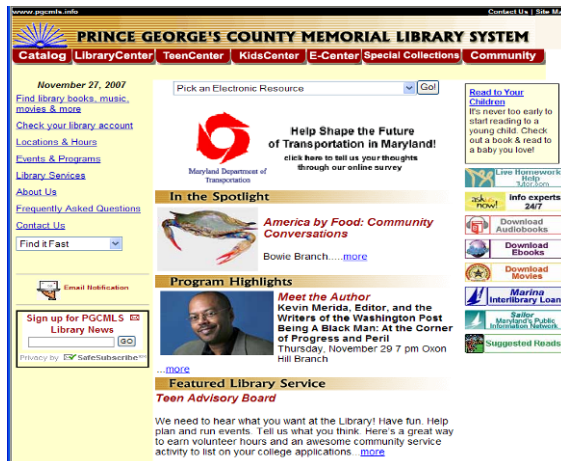 www.pgcmls.info
Contact Us | Site Ma
PRINCE GEORGE'S COUNTY MEMORIAL LIBRARY SYSTEM
Catalog LibraryCenter TeenCenter KidsCenter E-Center Special Collections Community
November 27, 2007
Find library books, music,
movies & more
Check your library account
Locations & Hours
Events & Programs
Library Services
About Us
Frequently Asked Questions
Contact Us
Find it Fast
Email Notification
Sign up for PGCMLS
Library News
GO
Privacy by SafeSubscribe
Pick an Electronic Resource
Go!
Maryland Department of
Transportation
Help Shape the Future
of Transportation in Maryland!
click here to tell us your thoughts
through our online survey
In the Spotlight
America by Food: Community
Conversations
Bowie Branch.....more
Program Highlights
Meet the Author
Kevin Merida, Editor, and the
Writers of the Washington Post
Being A Black Man: At the Corner
of Progress and Peril
Thursday, November 29 7 pm Oxon
Hill Branch
...more
Featured Library Service
Teen Advisory Board
We need to hear what you want at the Library! Have fun. Help
plan and run events. Tell us what you think. Here's a great way
to earn volunteer hours and an awesome community service
activity to list on your college applications...more
Read to Your
Children
It's never too early to
start reading to a
young child. Check
out a book & read to
a baby you love!
Live Homework
Help
Tutor.com
ask us now!
info experts
24/7
Download
Audiobooks
Download
Ebooks
Download
Movies
Marina
Interlibrary Loan
Sailor
Maryland's Public
Information Network
Suggested Reads